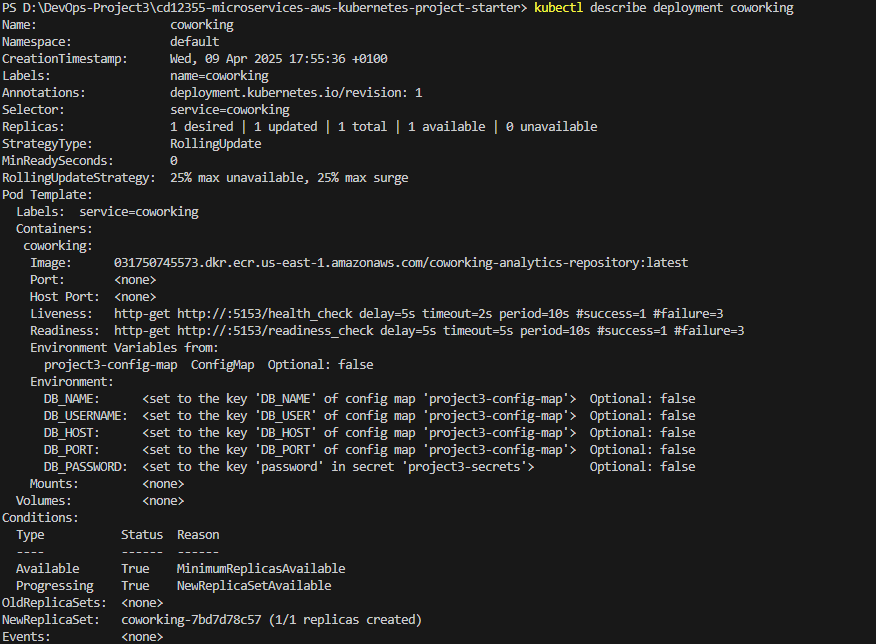 PS D:\DevOps-Project3\cd12355-microservices-aws-kubernetes-project-starter> kubectl describe deployment coworking
Name:                   coworking
Namespace:              default
CreationTimestamp:      Wed, 09 Apr 2025 17:55:36 +0100
Labels:                 name=coworking
Annotations:            deployment.kubernetes.io/revision: 1
Selector:               service=coworking
Replicas:               1 desired | 1 updated | 1 total | 1 available | 0 unavailable
StrategyType:           RollingUpdate
MinReadySeconds:        0
RollingUpdateStrategy:  25% max unavailable, 25% max surge
Pod Template:
  Labels:  service=coworking
  Containers:
   coworking:
    Image:      031750745573.dkr.ecr.us-east-1.amazonaws.com/coworking-analytics-repository:latest
    Port:       <none>
    Host Port:  <none>
    Liveness:   http-get http://:5153/health_check delay=5s timeout=2s period=10s #success=1 #failure=3
    Readiness:  http-get http://:5153/readiness_check delay=5s timeout=5s period=10s #success=1 #failure=3
    Environment Variables from:
      project3-config-map  ConfigMap  Optional: false
    Environment:
      DB_NAME:      <set to the key 'DB_NAME' of config map 'project3-config-map'>  Optional: false
      DB_USERNAME:  <set to the key 'DB_USER' of config map 'project3-config-map'>  Optional: false
      DB_HOST:      <set to the key 'DB_HOST' of config map 'project3-config-map'>  Optional: false
      DB_PORT:      <set to the key 'DB_PORT' of config map 'project3-config-map'>  Optional: false
      DB_PASSWORD:  <set to the key 'password' in secret 'project3-secrets'>        Optional: false
    Mounts:         <none>
  Volumes:          <none>
Conditions:
  Type           Status  Reason
  ----           ------  ------
  Available      True    MinimumReplicasAvailable
  Progressing    True    NewReplicaSetAvailable
OldReplicaSets:  <none>
NewReplicaSet:   coworking-7bd7d78c57 (1/1 replicas created)
Events:          <none>